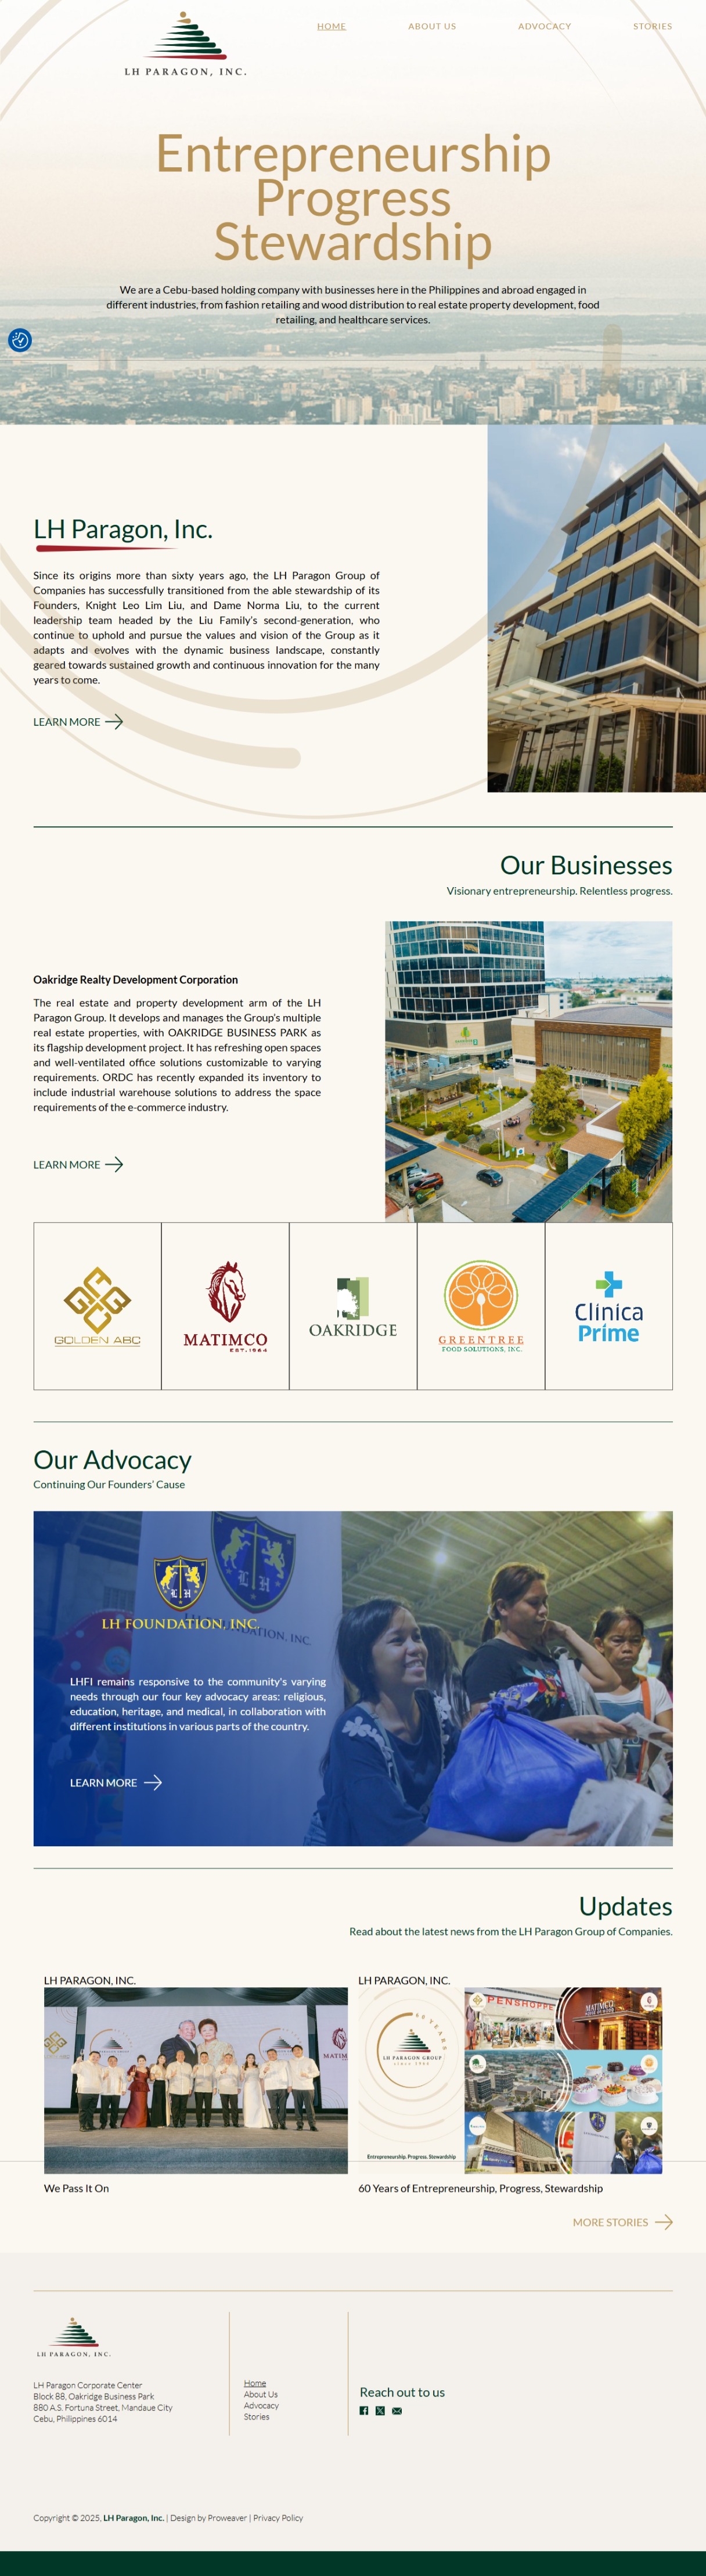 LH PARAGON, INC.
HOME
ABOUT US
ADVOCACY
STORIES
Entrepreneurship
Progress
Stewardship
We are a Cebu-based holding company with businesses here in the Philippines and abroad engaged in
different industries, from fashion retailing and wood distribution to real estate property development, food
retailing, and healthcare services.
LH Paragon, Inc.
Since its origins more than sixty years ago, the LH Paragon Group of
Companies has successfully transitioned from the able stewardship of its
Founders, Knight Leo Lim Liu, and Dame Norma Liu, to the current
leadership team headed by the Liu Family's second-generation, who
continue to uphold and pursue the values and vision of the Group as it
adapts and evolves with the dynamic business landscape, constantly
geared towards sustained growth and continuous innovation for the many
years to come.
LEARN MORE
Our Businesses
Visionary entrepreneurship. Relentless progress.
Oakridge Realty Development Corporation
The real estate and property development arm of the LH
Paragon Group. It develops and manages the Group's multiple
real estate properties, with OAKRIDGE BUSINESS PARK as
its flagship development project. It has refreshing open spaces
and well-ventilated office solutions customizable to varying
requirements. ORDC has recently expanded its inventory to
include industrial warehouse solutions to address the space
requirements of the e-commerce industry.
LEARN MORE
GOLDEN ABC
MATIMCO
EST. 1964
OAKRIDGE
GREENTREE
FOOD SOLUTIONS, INC.
Clínica
Prime
Our Advocacy
Continuing Our Founders' Cause
L H
LH FOUNDATION, INC.
LHFI remains responsive to the community's varying
needs through our four key advocacy areas: religious,
education, heritage, and medical, in collaboration with
different institutions in various parts of the country.
LEARN MORE
Updates
Read about the latest news from the LH Paragon Group of Companies.
LH PARAGON, INC.
MATIM
We Pass It On
LH PARAGON, INC.
60 YEARS
LH PARAGON GROUP
since 1964
Entrepreneurship. Progress. Stewardship
PENSHOPPE
MATIMCO
60 Years of Entrepreneurship, Progress, Stewardship
MORE STORIES
LH PARAGON, INC.
LH Paragon Corporate Center
Block 88, Oakridge Business Park
880 A.S. Fortuna Street, Mandaue City
Cebu, Philippines 6014
Home
About Us
Advocacy
Stories
Reach out to us
Copyright © 2025, LH Paragon, Inc. | Design by Proweaver | Privacy Policy